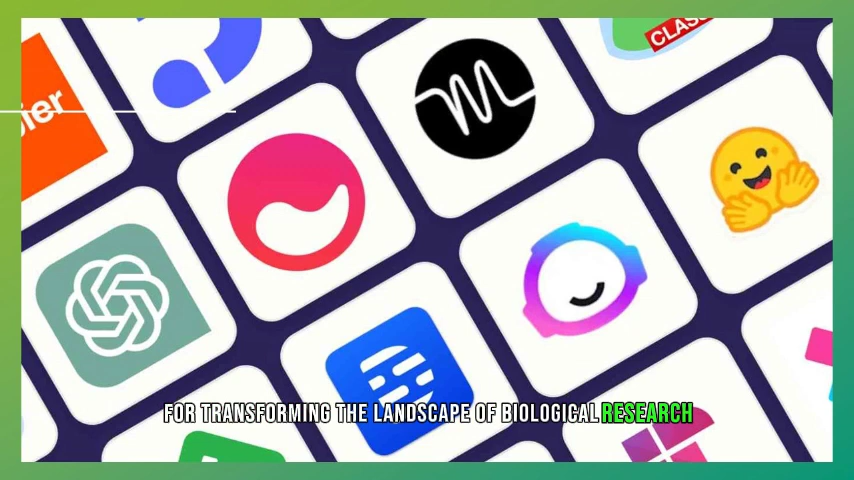 CLAS
ier
FOR TRANSFORMING THE LANDSCAPE OF BIOLOGICAL RESEARCH